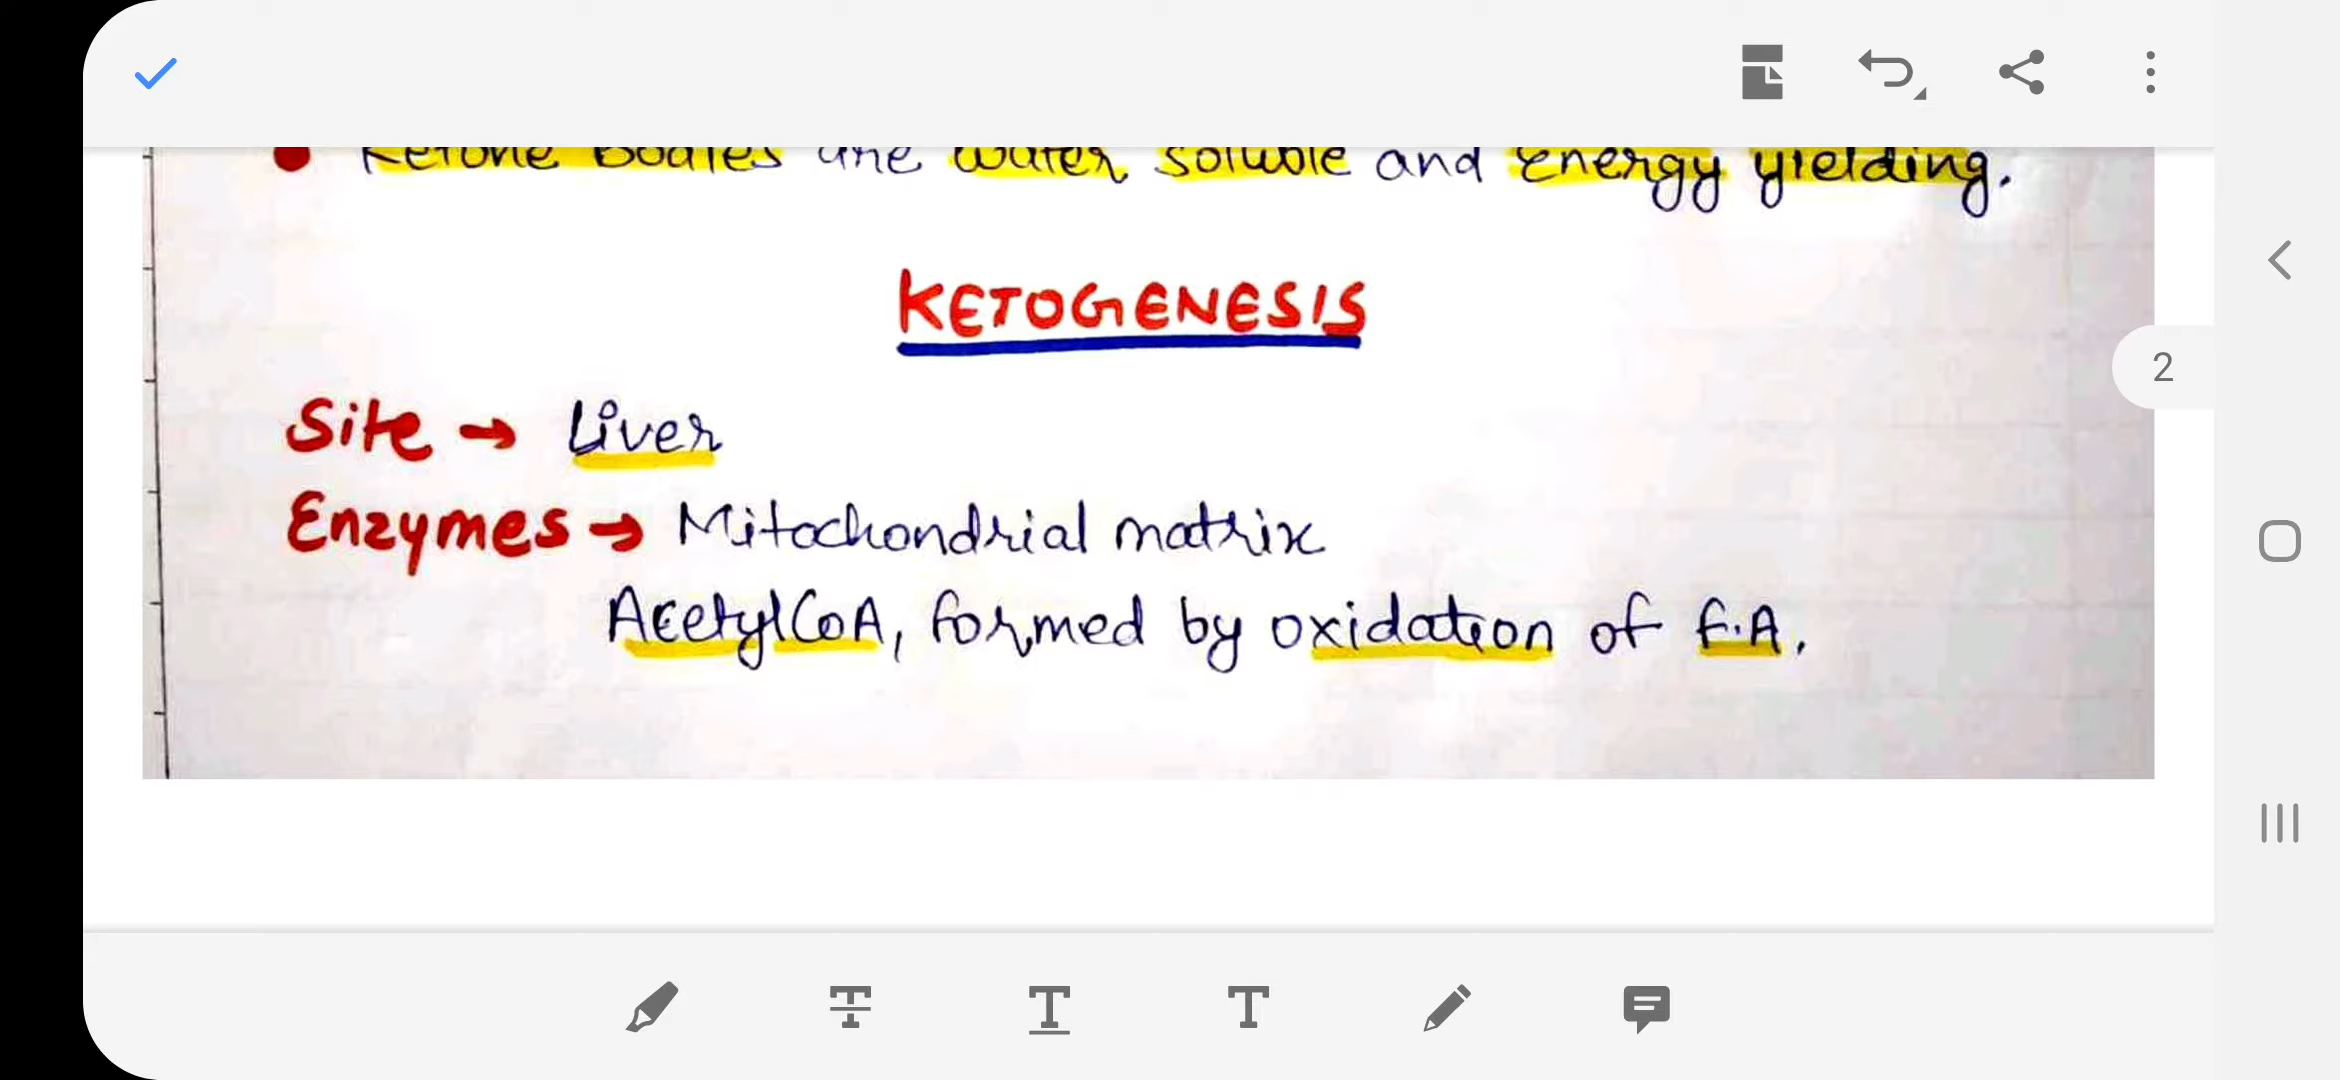 Ketone Bodies are water soluble and energy yielding.
KETOGENESIS
2
Site → Liver
Enzymes → Mitochondrial matrix
AcetylCoA, formed by oxidation of F.A.